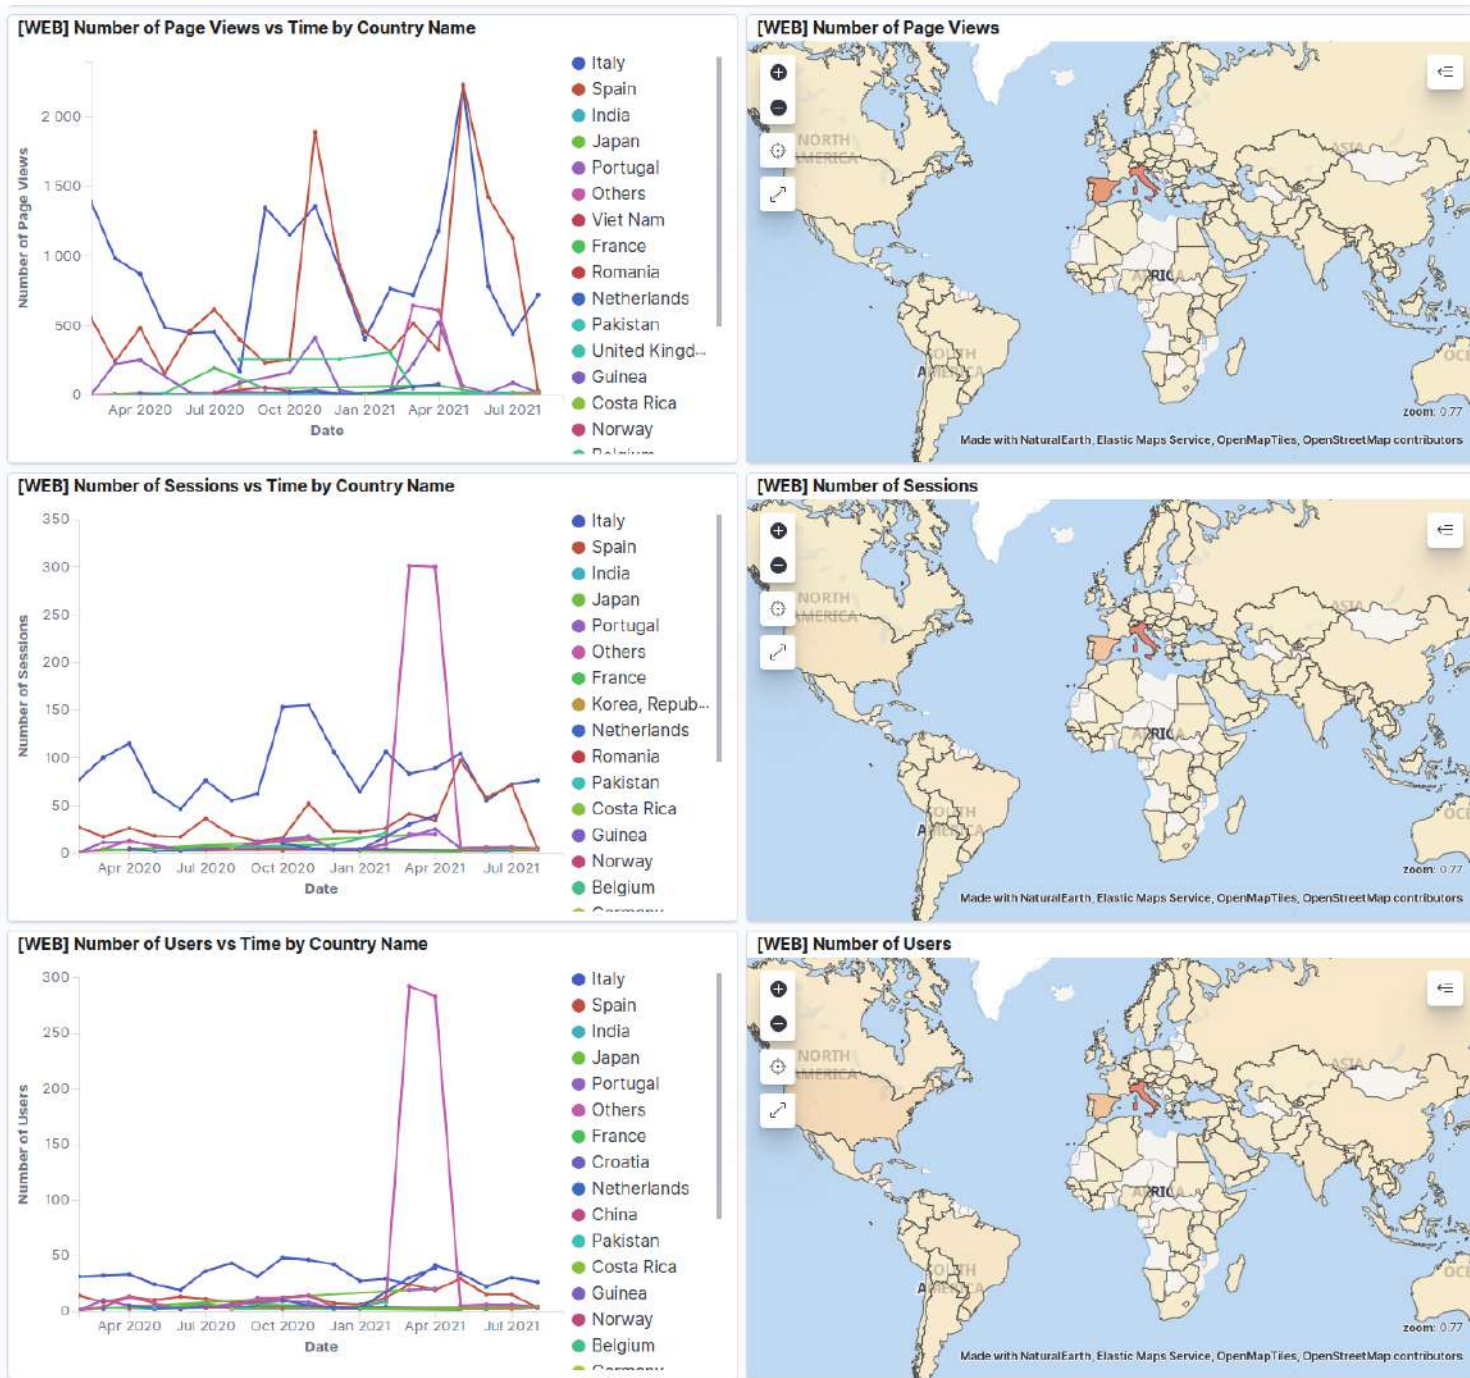 [WEB] Number of Page Views vs Time by Country Name
Number of Page Views
2 000
1 500
1 000
500
0
Apr 2020 Jul 2020 Oct 2020 Jan 2021 Apr 2021 Jul 2021
Date
Italy
Spain
India
Japan
Portugal
Others
Viet Nam
France
Romania
Netherlands
Pakistan
United Kingd...
Guinea
Costa Rica
Norway
Belgium
[WEB] Number of Page Views
NORTH
AMERICA
ASIA
AFRICA
SOUTH
AMERICA
OCE
zoom: 0.77
Made with NaturalEarth, Elastic Maps Service, OpenMapTiles, OpenStreetMap contributors
[WEB] Number of Sessions vs Time by Country Name
Number of Sessions
350
300
250
200
150
100
50
0
Apr 2020 Jul 2020 Oct 2020 Jan 2021 Apr 2021 Jul 2021
Date
Italy
Spain
India
Japan
Portugal
Others
France
Korea, Repub...
Netherlands
Romania
Pakistan
Costa Rica
Guinea
Norway
Belgium
Germany
[WEB] Number of Sessions
NORTH
AMERICA
ASIA
AFRICA
SOUTH
AMERICA
OCE
zoom: 0.77
Made with NaturalEarth, Elastic Maps Service, OpenMapTiles, OpenStreetMap contributors
[WEB] Number of Users vs Time by Country Name
Number of Users
300
250
200
150
100
50
0
Apr 2020 Jul 2020 Oct 2020 Jan 2021 Apr 2021 Jul 2021
Date
Italy
Spain
India
Japan
Portugal
Others
France
Croatia
Netherlands
China
Pakistan
Costa Rica
Guinea
Norway
Belgium
Germany
[WEB] Number of Users
NORTH
AMERICA
ASIA
AFRICA
SOUTH
AMERICA
OCE
zoom: 0.77
Made with NaturalEarth, Elastic Maps Service, OpenMapTiles, OpenStreetMap contributors